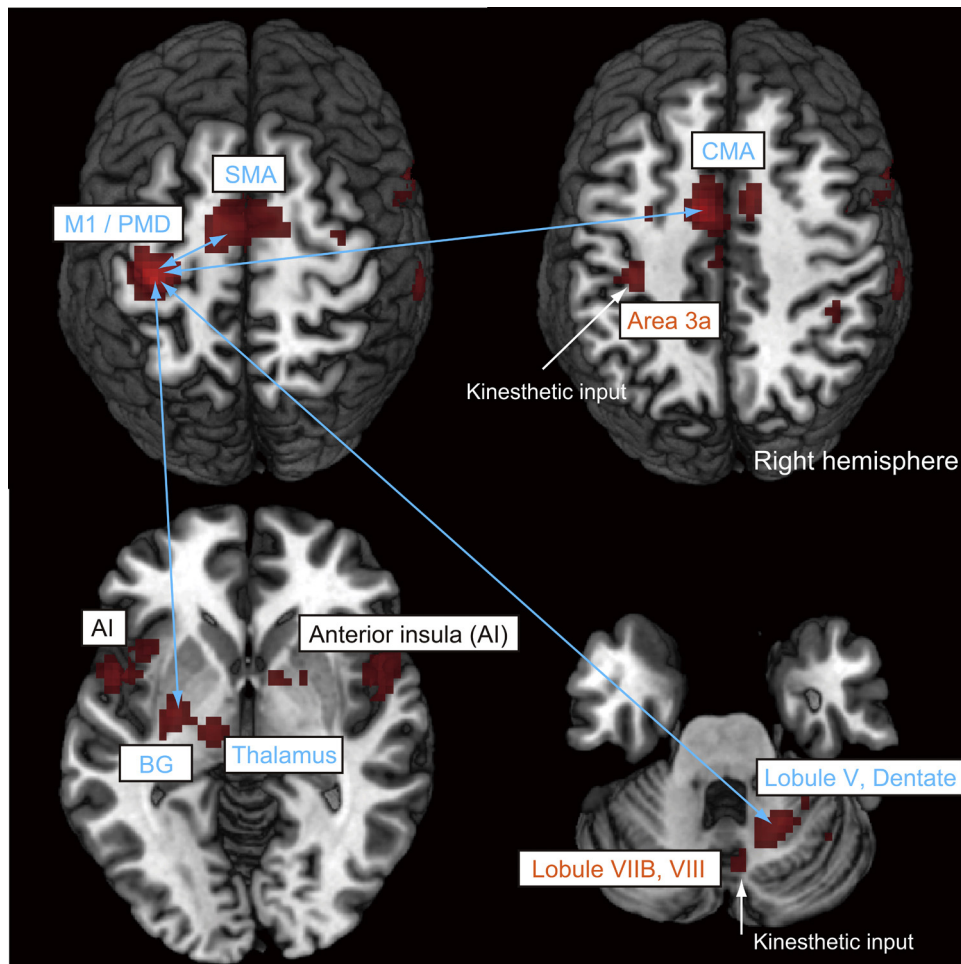 SMA
M1 / PMD
CMA
Area 3a
Kinesthetic input
Right hemisphere
AI
Anterior insula (AI)
BG
Thalamus
Lobule V, Dentate
Lobule VIIB, VIII
Kinesthetic input